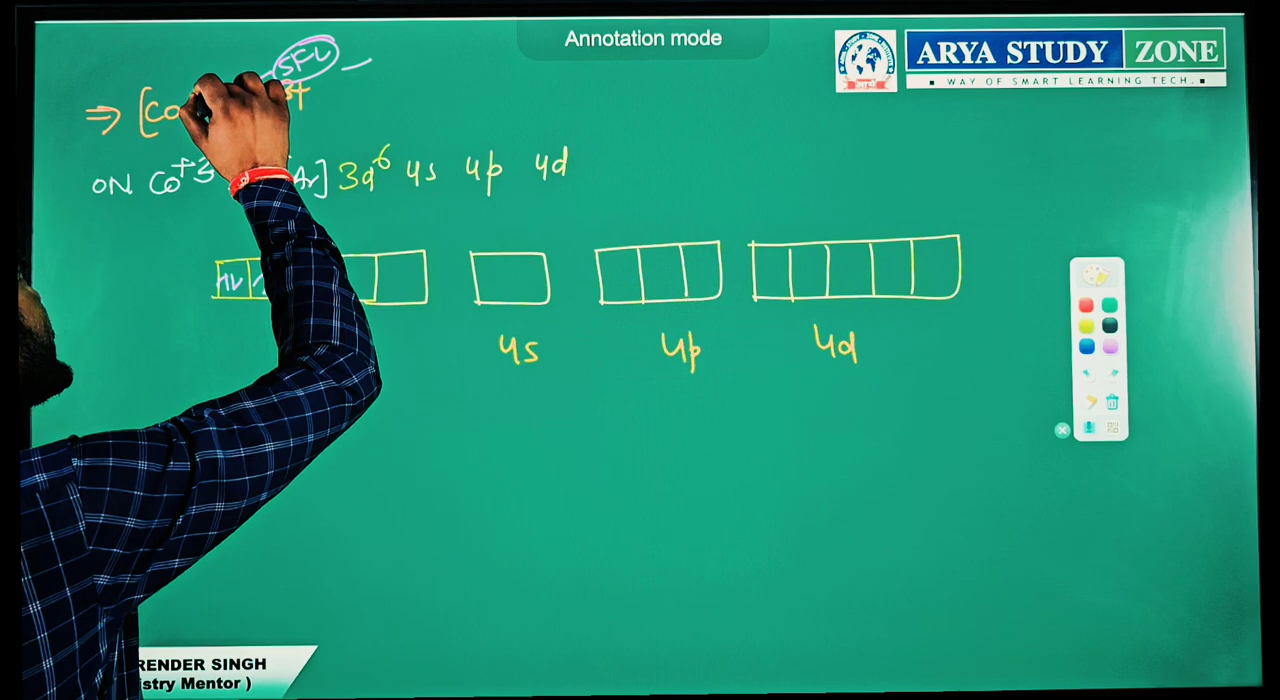 Annotation mode
ARYA STUDY ZONE
WAY OF SMART LEARNING TECH.
SFL
⇒ [Co 3+
ON Co+3 Ar] 3d6 4s 4p 4d
4s 4p 4d
RENDER SINGH
istry Mentor )